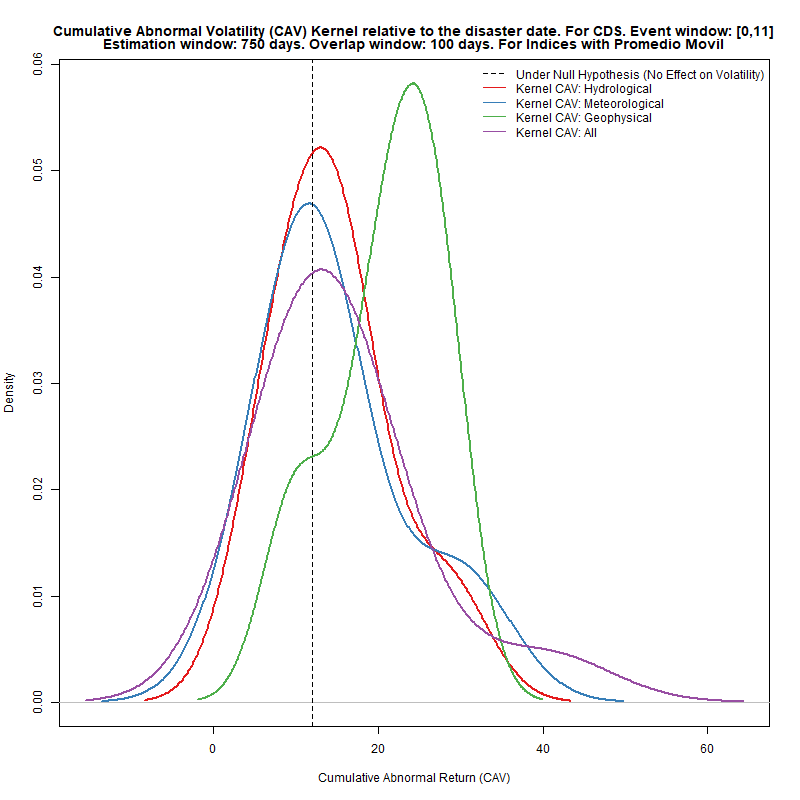 Cumulative Abnormal Volatility (CAV) Kernel relative to the disaster date. For CDS. Event window: [0,11]
Estimation window: 750 days. Overlap window: 100 days. For Indices with Promedio Movil
Under Null Hypothesis (No Effect on Volatility)
Kernel CAV: Hydrological
Kernel CAV: Meteorological
Kernel CAV: Geophysical
Kernel CAV: All
Density
0.06
0.05
0.04
0.03
0.02
0.01
0.00
0 20 40 60
Cumulative Abnormal Return (CAV)